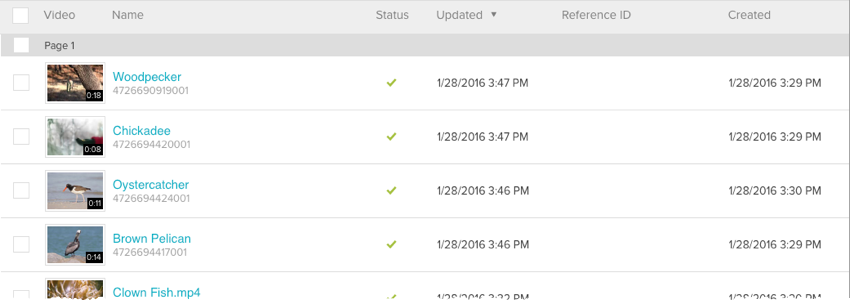 Video Name Status Updated ▼ Reference ID Created
Page 1
Woodpecker
4726690919001
0:18
1/28/2016 3:47 PM
1/28/2016 3:29 PM
Chickadee
4726694420001
0:08
1/28/2016 3:47 PM
1/28/2016 3:29 PM
Oystercatcher
4726694424001
0:11
1/28/2016 3:46 PM
1/28/2016 3:30 PM
Brown Pelican
4726694417001
0:14
1/28/2016 3:46 PM
1/28/2016 3:29 PM
Clown Fish.mp4